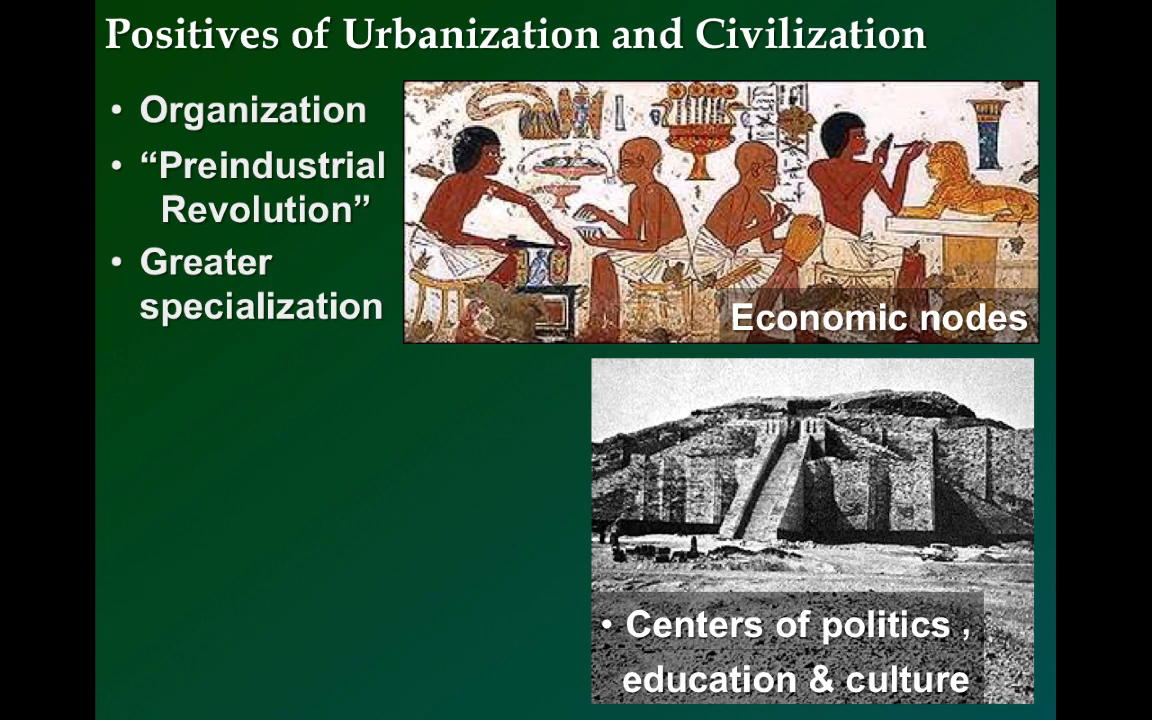 Positives of Urbanization and Civilization
• Organization
• “Preindustrial
Revolution”
• Greater
specialization
Economic nodes
• Centers of politics ,
education & culture